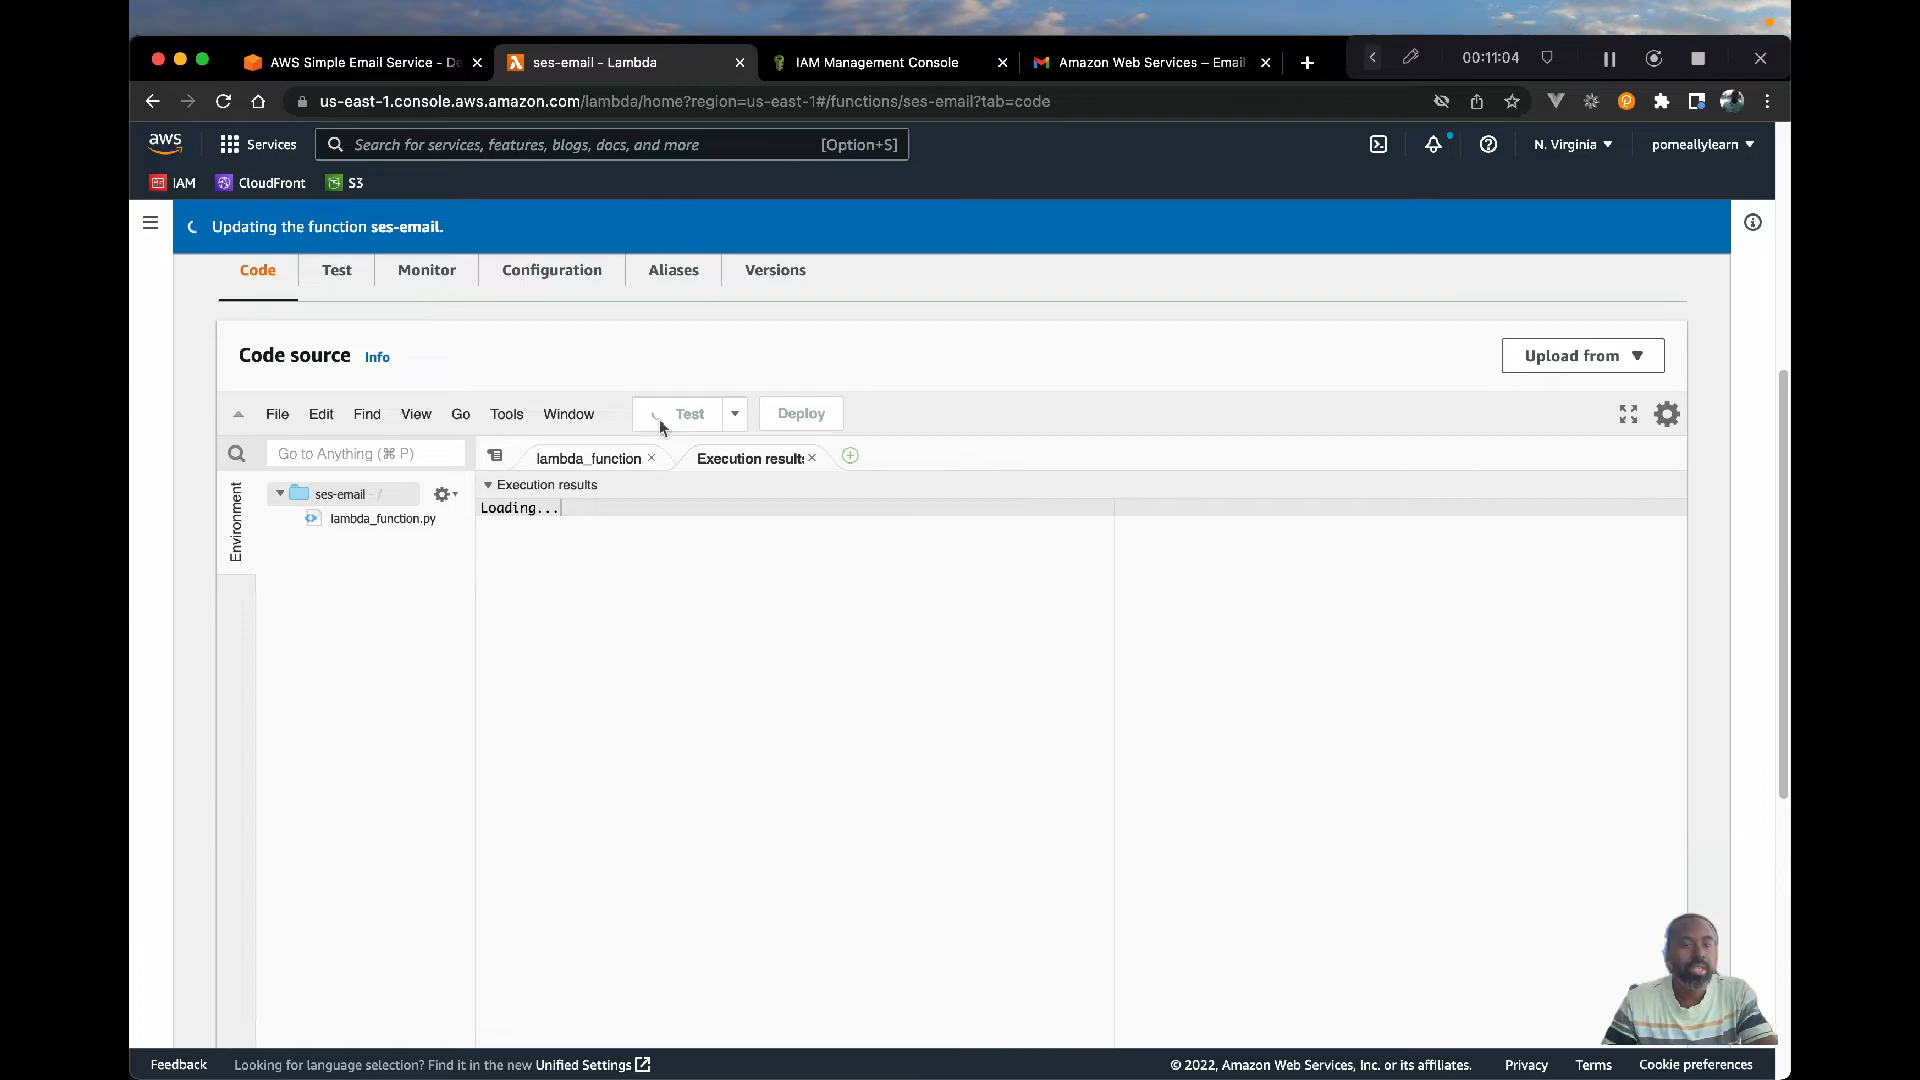 AWS Simple Email Service - De
ses-email - Lambda
IAM Management Console
Amazon Web Services – Email
00:11:04
us-east-1.console.aws.amazon.com/lambda/home?region=us-east-1#/functions/ses-email?tab=code
aws
Services
Search for services, features, blogs, docs, and more
[Option+S]
N. Virginia
pomeallylearn
IAM
CloudFront
S3
Updating the function ses-email.
Code
Test
Monitor
Configuration
Aliases
Versions
Code source
Info
Upload from
File
Edit
Find
View
Go
Tools
Window
Test
Deploy
Go to Anything (⌘ P)
lambda_function
Execution results
Environment
ses-email - /
lambda_function.py
Execution results
Loading...
Feedback
Looking for language selection? Find it in the new Unified Settings
© 2022, Amazon Web Services, Inc. or its affiliates.
Privacy
Terms
Cookie preferences